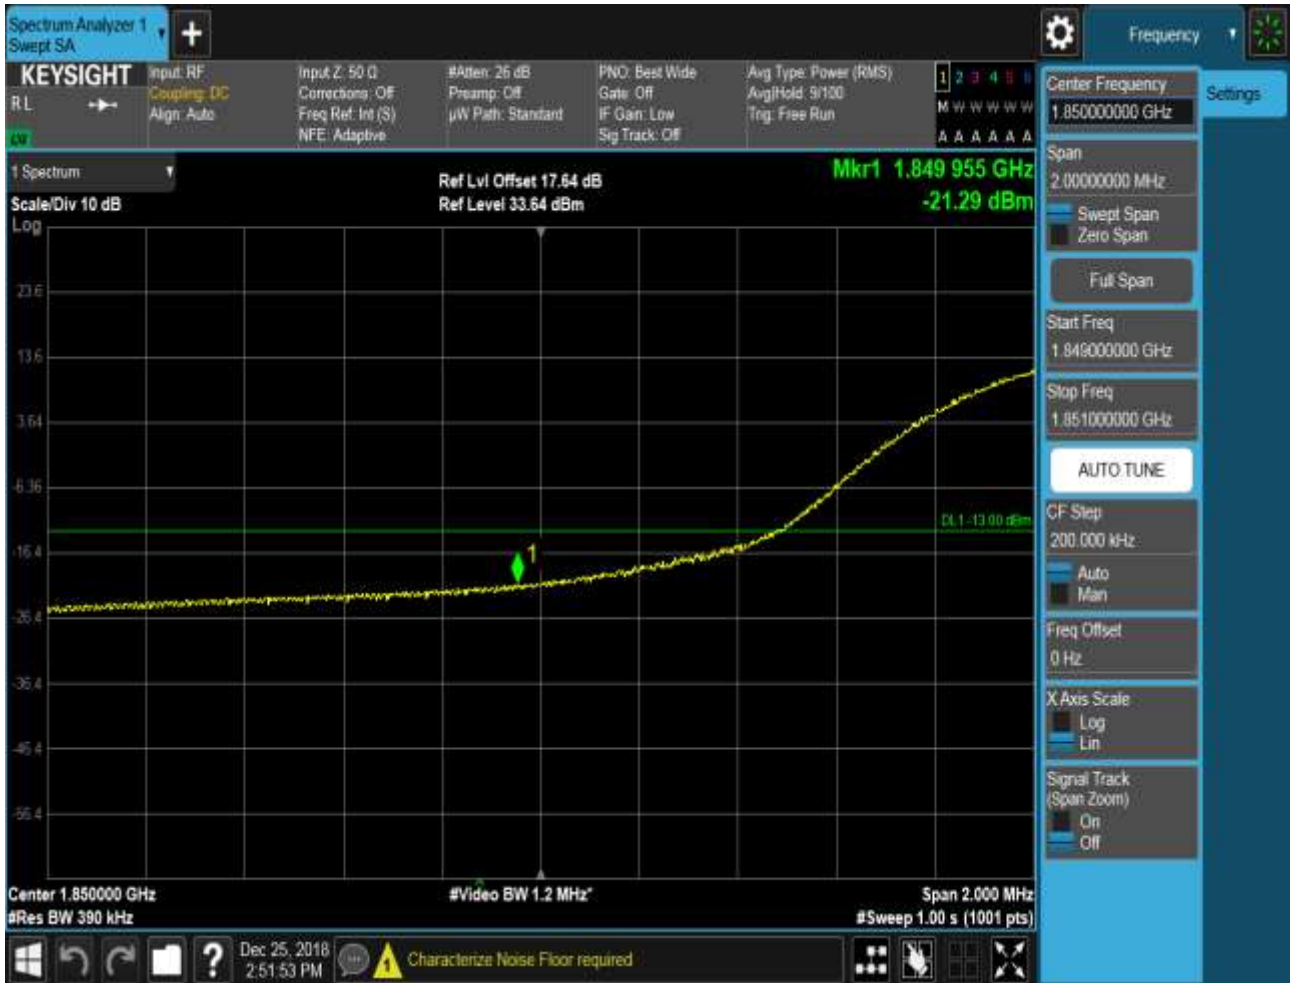 Spectrum Analyzer 1
Swept SA
+
Frequency
KEYSIGHT
RL
Input: RF
Coupling: DC
Align: Auto
Input Z: 50 Ω
Corrections: Off
Freq Ref: Int (S)
NFE: Adaptive
#Atten: 26 dB
Preamp: Off
µW Path: Standard
PNO: Best Wide
Gate: Off
IF Gain: Low
Sig Track: Off
Avg Type: Power (RMS)
Avg|Hold: 9/100
Trig: Free Run
1 2 3 4 5 6
M W W W W W
A A A A A A
1 Spectrum
Scale/Div 10 dB
Log
Ref Lvl Offset 17.64 dB
Ref Level 33.64 dBm
Mkr1 1.849 955 GHz
-21.29 dBm
23.6
13.6
3.64
-6.36
-16.4
-26.4
-36.4
-46.4
-56.4
DL1 -13.00 dBm
1
Center 1.850000 GHz
#Res BW 390 kHz
#Video BW 1.2 MHz*
Span 2.000 MHz
#Sweep 1.00 s (1001 pts)
Center Frequency
1.850000000 GHz
Settings
Span
2.00000000 MHz
Swept Span
Zero Span
Full Span
Start Freq
1.849000000 GHz
Stop Freq
1.851000000 GHz
AUTO TUNE
CF Step
200.000 kHz
Auto
Man
Freq Offset
0 Hz
X Axis Scale
Log
Lin
Signal Track
(Span Zoom)
On
Off
?
Dec 25, 2018
2:51:53 PM
Characterize Noise Floor required